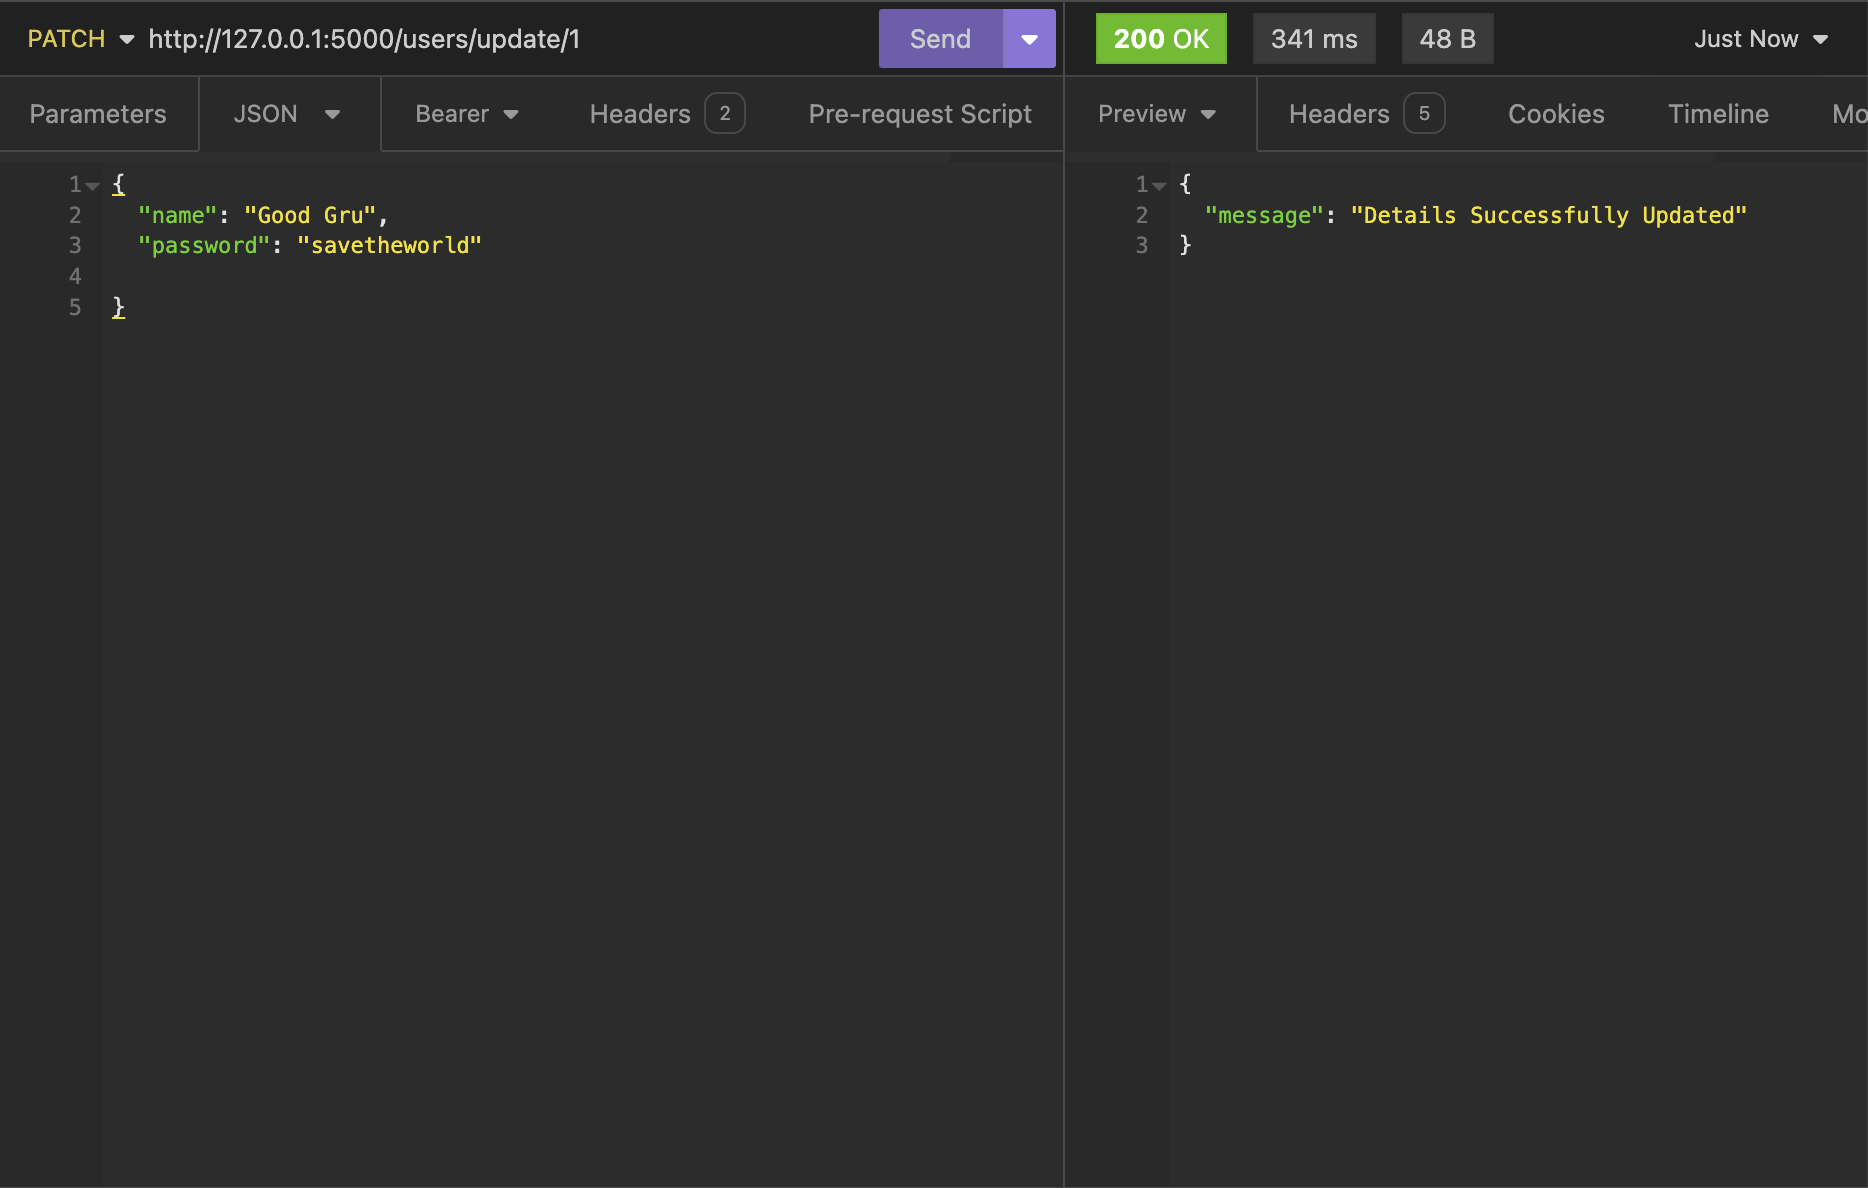 PATCH http://127.0.0.1:5000/users/update/1 Send 200 OK 341 ms 48 B Just Now
Parameters JSON Bearer Headers 2 Pre-request Script Preview Headers 5 Cookies Timeline Mo
1 {
2 "name": "Good Gru",
3 "password": "savetheworld"
4
5 }
1 {
2 "message": "Details Successfully Updated"
3 }